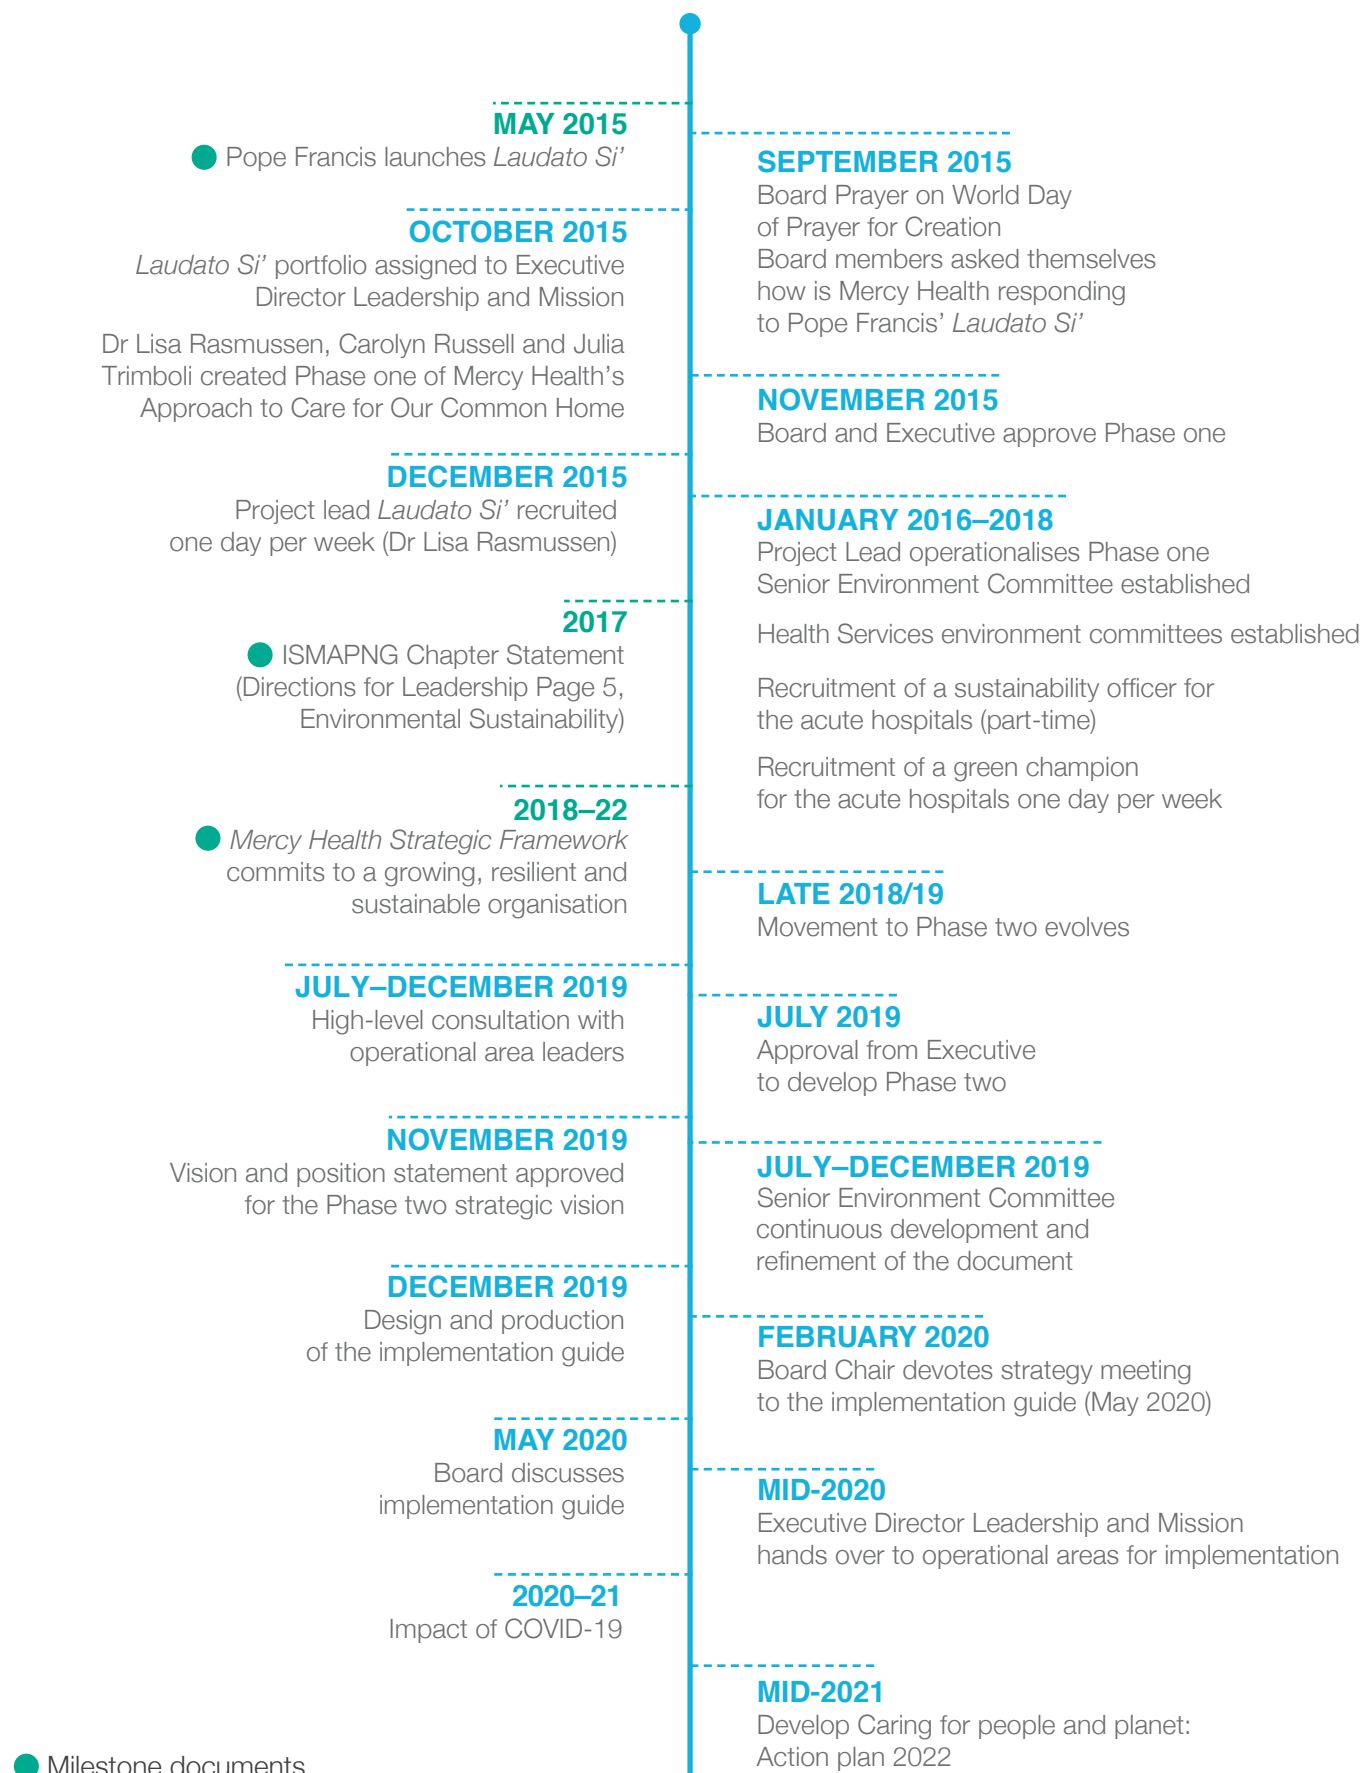 MAY 2015
Pope Francis launches Laudato Si’
SEPTEMBER 2015
Board Prayer on World Day
of Prayer for Creation
Board members asked themselves
how is Mercy Health responding
to Pope Francis’ Laudato Si’
OCTOBER 2015
Laudato Si’ portfolio assigned to Executive
Director Leadership and Mission
Dr Lisa Rasmussen, Carolyn Russell and Julia
Trimboli created Phase one of Mercy Health’s
Approach to Care for Our Common Home
NOVEMBER 2015
Board and Executive approve Phase one
DECEMBER 2015
Project lead Laudato Si’ recruited
one day per week (Dr Lisa Rasmussen)
JANUARY 2016–2018
Project Lead operationalises Phase one
Senior Environment Committee established
Health Services environment committees established
Recruitment of a sustainability officer for
the acute hospitals (part-time)
Recruitment of a green champion
for the acute hospitals one day per week
2017
ISMAPNG Chapter Statement
(Directions for Leadership Page 5,
Environmental Sustainability)
2018–22
Mercy Health Strategic Framework
commits to a growing, resilient and
sustainable organisation
LATE 2018/19
Movement to Phase two evolves
JULY–DECEMBER 2019
High-level consultation with
operational area leaders
JULY 2019
Approval from Executive
to develop Phase two
NOVEMBER 2019
Vision and position statement approved
for the Phase two strategic vision
JULY–DECEMBER 2019
Senior Environment Committee
continuous development and
refinement of the document
DECEMBER 2019
Design and production
of the implementation guide
FEBRUARY 2020
Board Chair devotes strategy meeting
to the implementation guide (May 2020)
MAY 2020
Board discusses
implementation guide
MID-2020
Executive Director Leadership and Mission
hands over to operational areas for implementation
2020–21
Impact of COVID-19
MID-2021
Develop Caring for people and planet:
Action plan 2022
Milestone documents